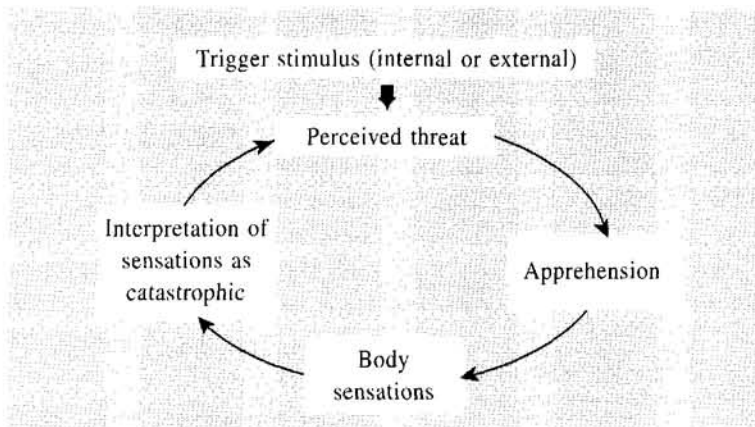 Trigger stimulus (internal or external)
Perceived threat
Interpretation of
sensations as
catastrophic
Apprehension
Body
sensations